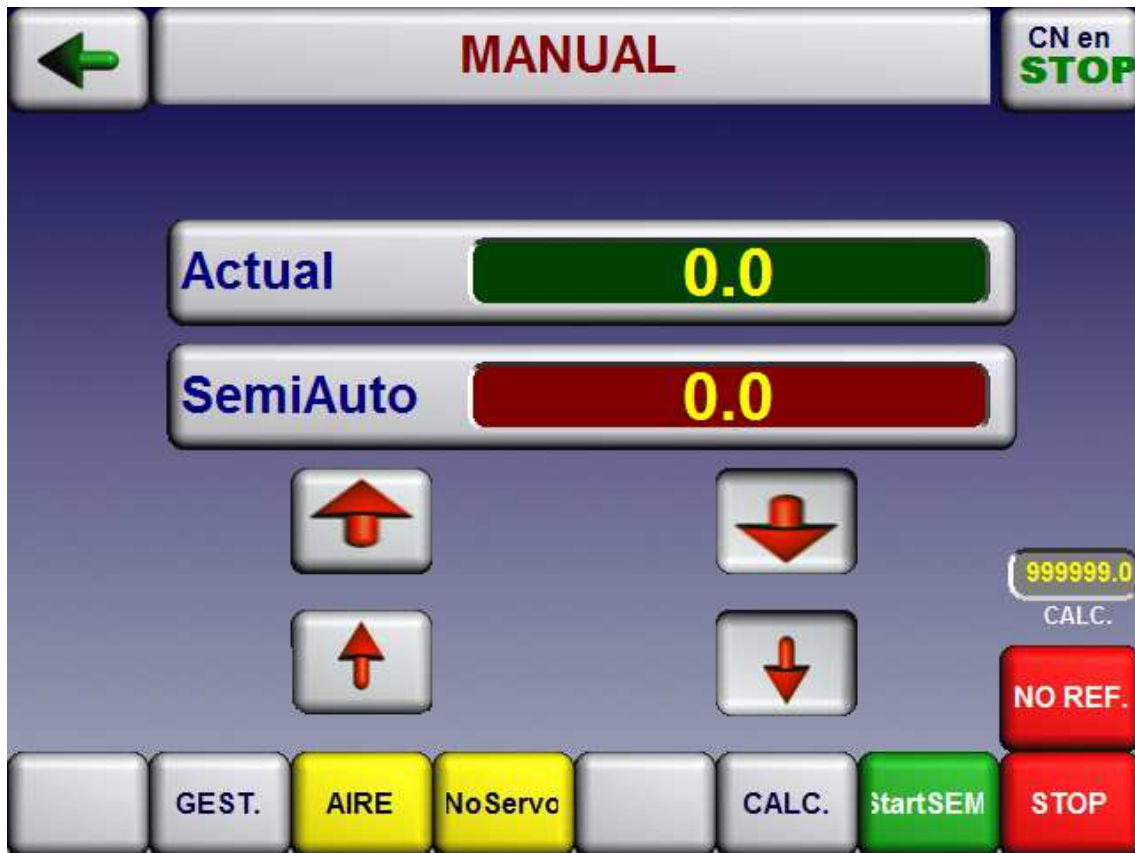 MANUAL
CN en
STOP
Actual
0.0
SemiAuto
0.0
999999.0
CALC.
NO REF.
GEST.
AIRE
NoServo
CALC.
StartSEM
STOP